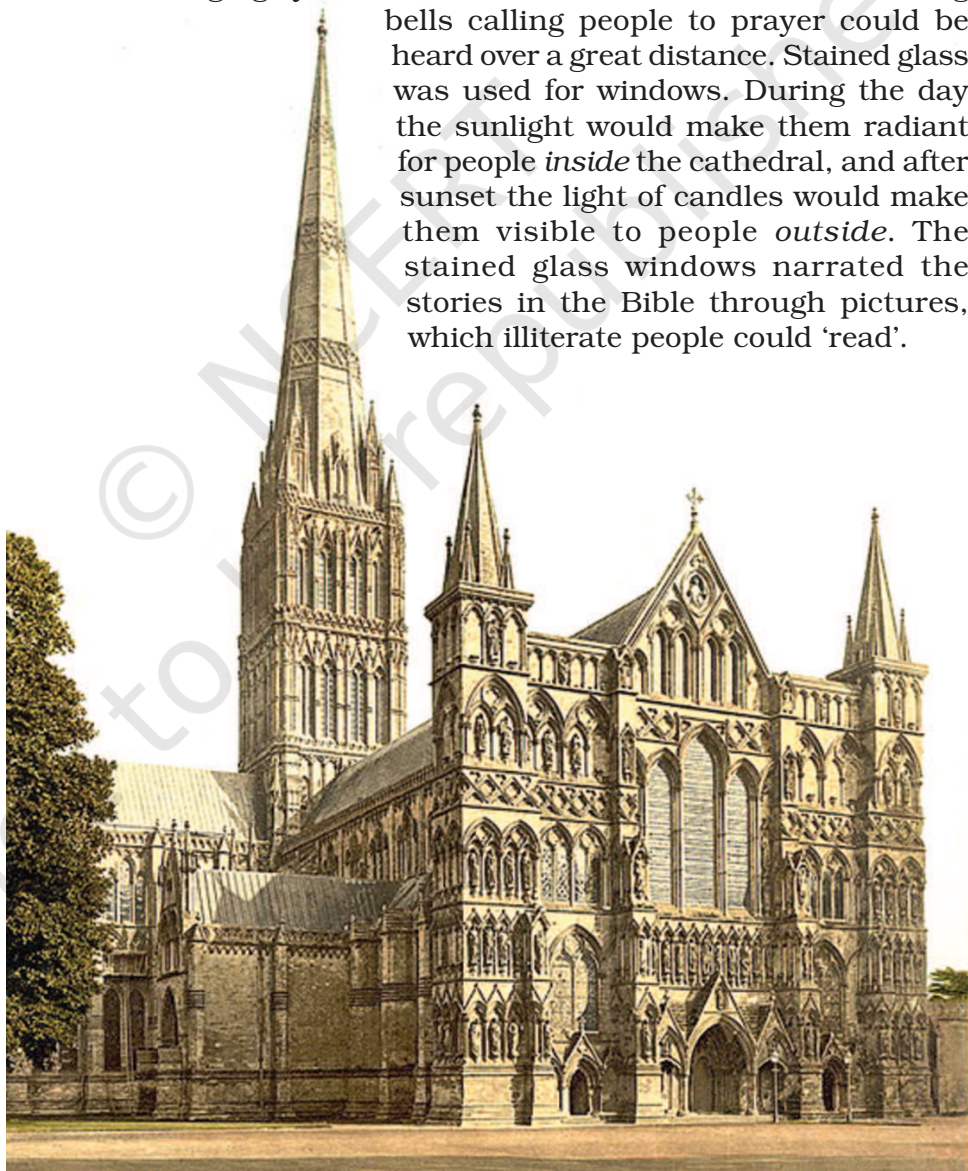 bells calling people to prayer could be
heard over a great distance. Stained glass
was used for windows. During the day
the sunlight would make them radiant
for people inside the cathedral, and after
sunset the light of candles would make
them visible to people outside. The
stained glass windows narrated the
stories in the Bible through pictures,
which illiterate people could ‘read’.
© NCERT
to republished